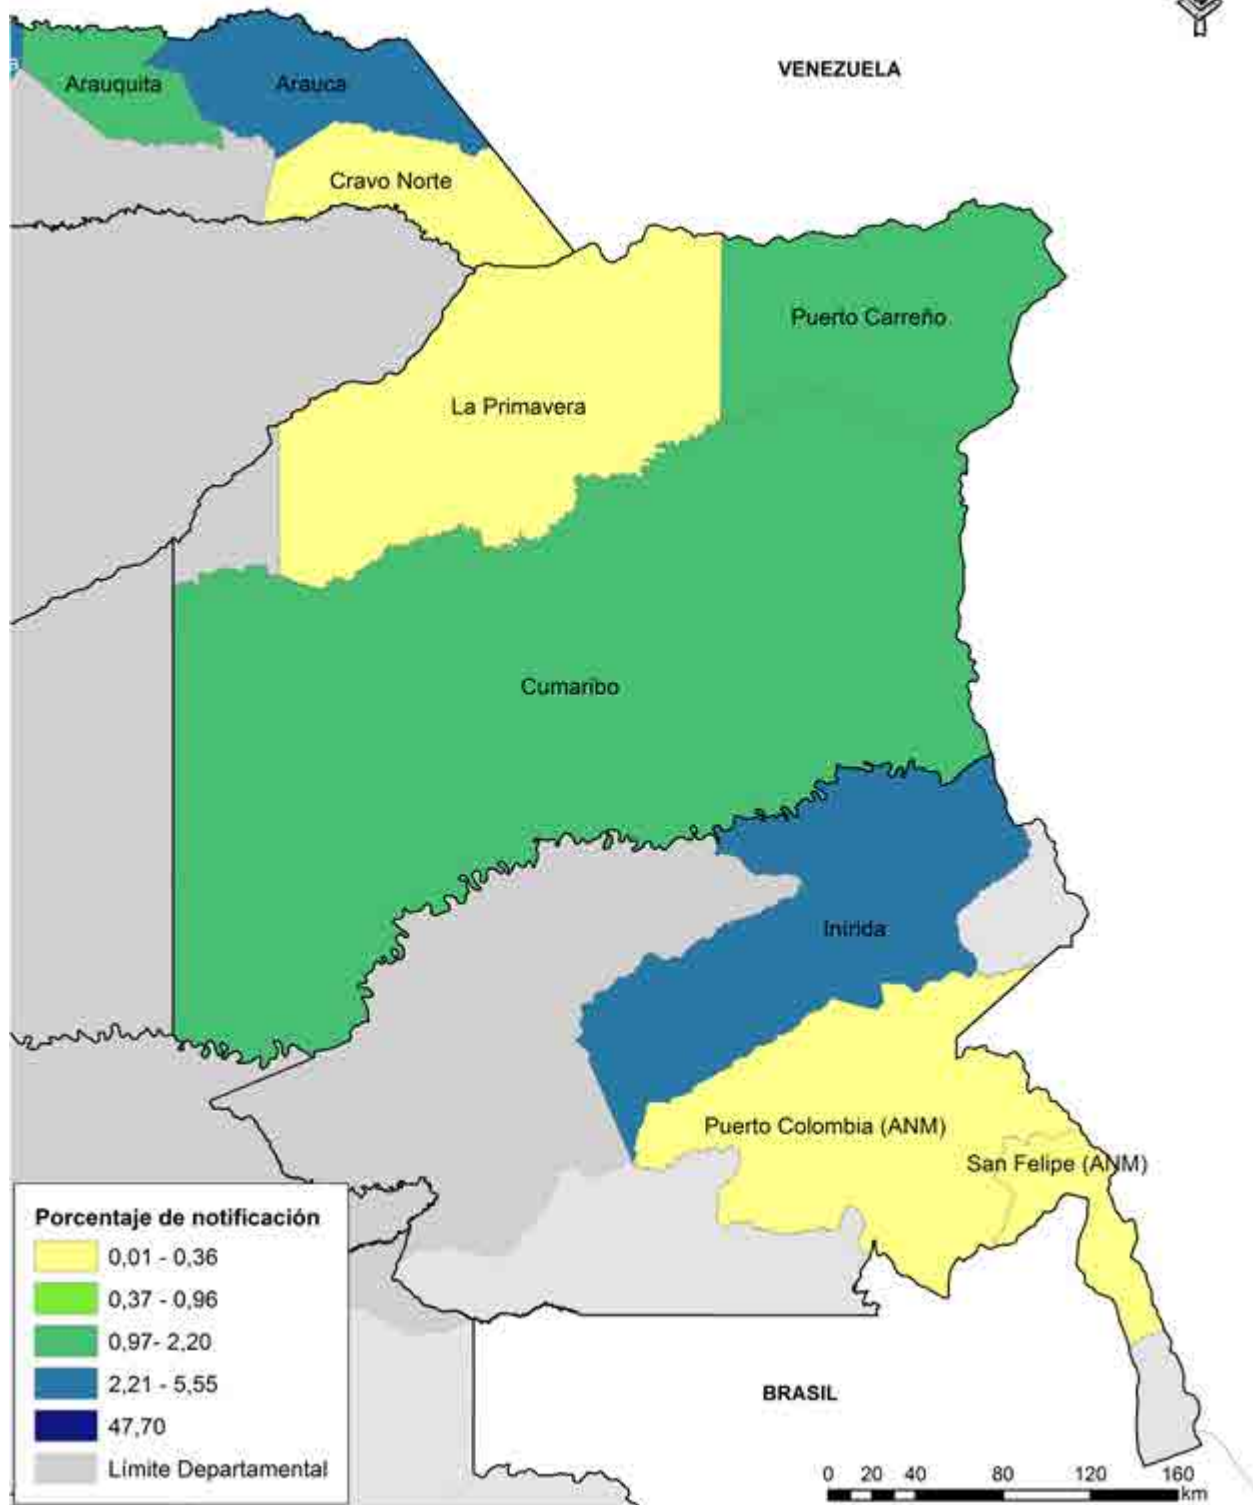 a
Arauquita
Arauca
VENEZUELA
Cravo Norte
Puerto Carreño
La Primavera
Cumaribo
Inírida
Puerto Colombia (ANM)
San Felipe (ANM)
Porcentaje de notificación
0,01 - 0,36
0,37 - 0,96
0,97- 2,20
2,21 - 5,55
47,70
Límite Departamental
BRASIL
0 20 40 80 120 160
km